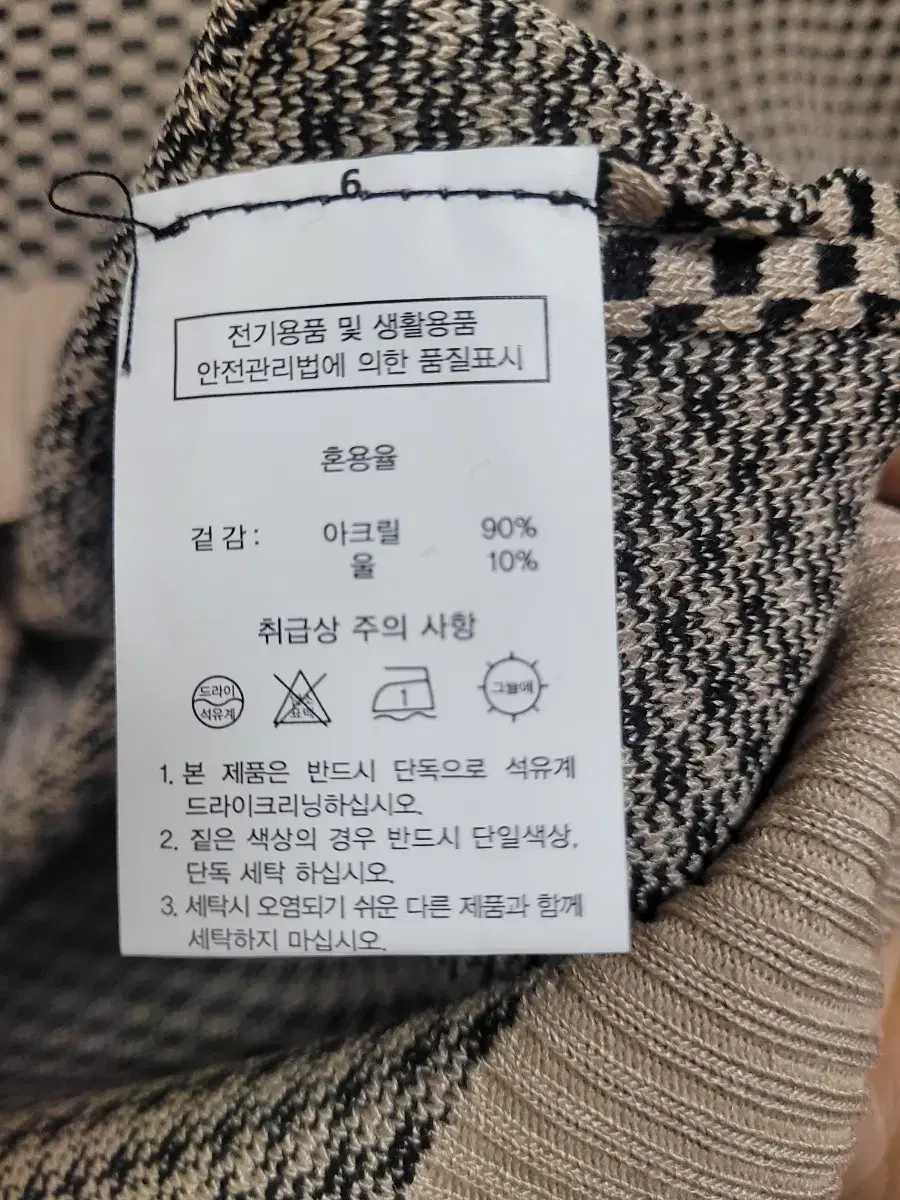 6
전기용품 및 생활용품
안전관리법에 의한 품질표시
혼용율
겉 감 : 아크릴 90%
울 10%
취급상 주의 사항
드라이
석유계
표백
1
그늘에
1. 본 제품은 반드시 단독으로 석유계
드라이크리닝하십시오.
2. 짙은 색상의 경우 반드시 단일색상,
단독 세탁 하십시오.
3. 세탁시 오염되기 쉬운 다른 제품과 함께
세탁하지 마십시오.